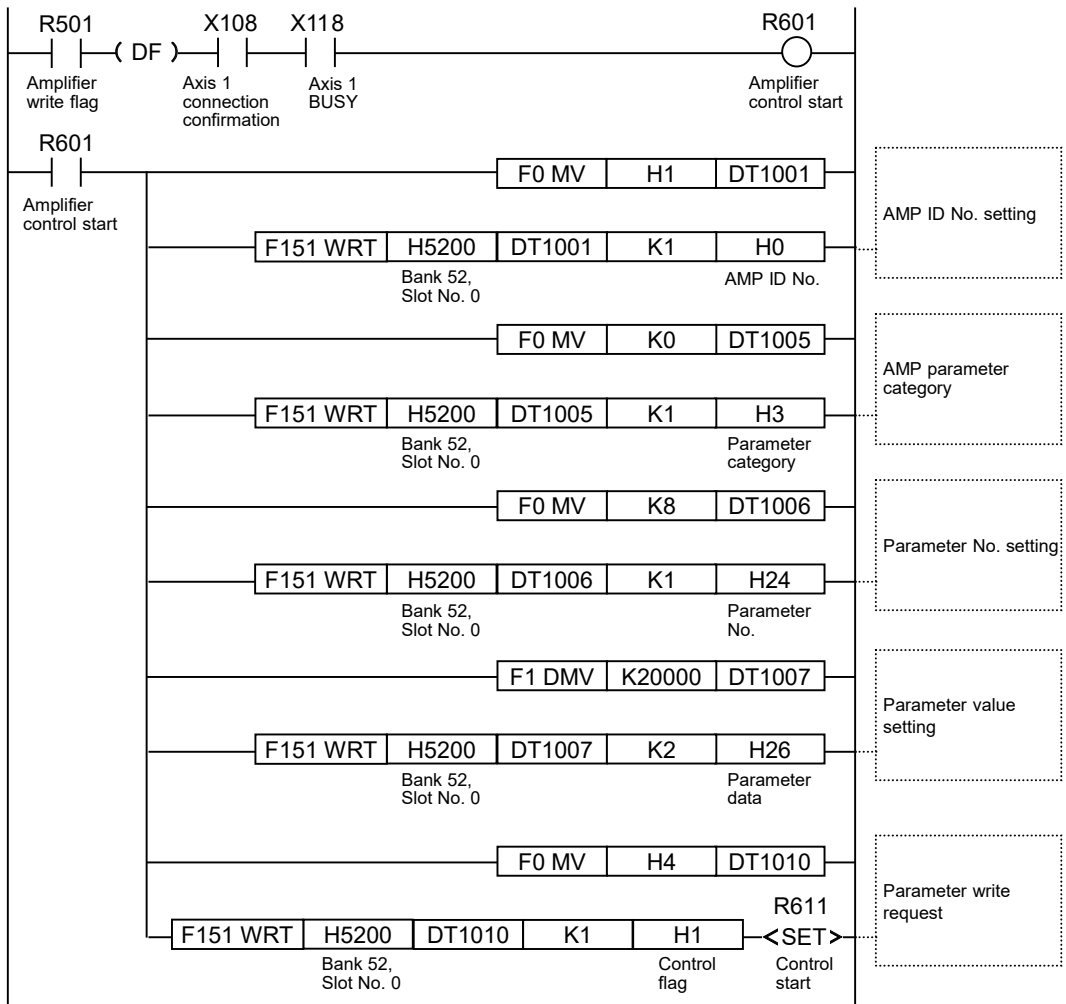 R501 X108 X118 R601
( DF )
Amplifier
write flag
Axis 1
connection
confirmation
Axis 1
BUSY
Amplifier
control start
R601
Amplifier
control start
F0 MV H1 DT1001
AMP ID No. setting
F151 WRT H5200 DT1001 K1 H0
Bank 52,
Slot No. 0
AMP ID No.
F0 MV K0 DT1005
AMP parameter
category
F151 WRT H5200 DT1005 K1 H3
Bank 52,
Slot No. 0
Parameter
category
F0 MV K8 DT1006
Parameter No. setting
F151 WRT H5200 DT1006 K1 H24
Bank 52,
Slot No. 0
Parameter
No.
F1 DMV K20000 DT1007
Parameter value
setting
F151 WRT H5200 DT1007 K2 H26
Bank 52,
Slot No. 0
Parameter
data
F0 MV H4 DT1010
Parameter write
request
R611
F151 WRT H5200 DT1010 K1 H1 <SET>
Bank 52,
Slot No. 0
Control
flag
Control
start